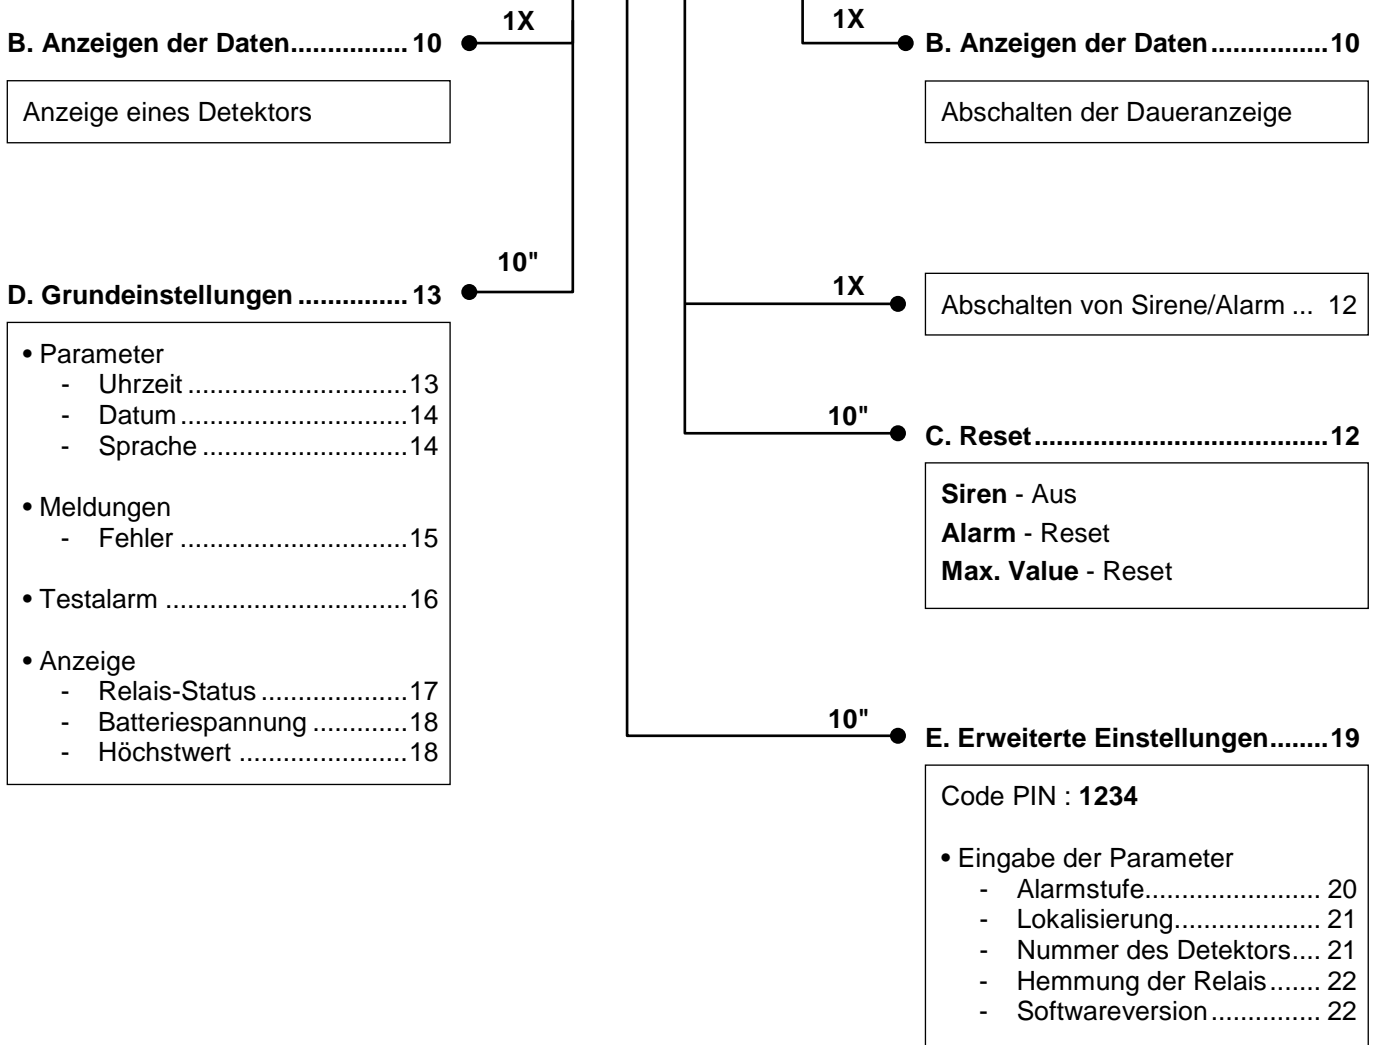 1X
B. Anzeigen der Daten................ 10
Anzeige eines Detektors
10"
D. Grundeinstellungen ............... 13
• Parameter
- Uhrzeit ..............................13
- Datum ...............................14
- Sprache ............................14
• Meldungen
- Fehler ...............................15
• Testalarm .................................16
• Anzeige
- Relais-Status ....................17
- Batteriespannung .............18
- Höchstwert .......................18
1X
B. Anzeigen der Daten ................10
Abschalten der Daueranzeige
1X
Abschalten von Sirene/Alarm ... 12
10"
C. Reset........................................12
Siren - Aus
Alarm - Reset
Max. Value - Reset
10"
E. Erweiterte Einstellungen........19
Code PIN : 1234
• Eingabe der Parameter
- Alarmstufe........................ 20
- Lokalisierung.................... 21
- Nummer des Detektors.... 21
- Hemmung der Relais....... 22
- Softwareversion............... 22